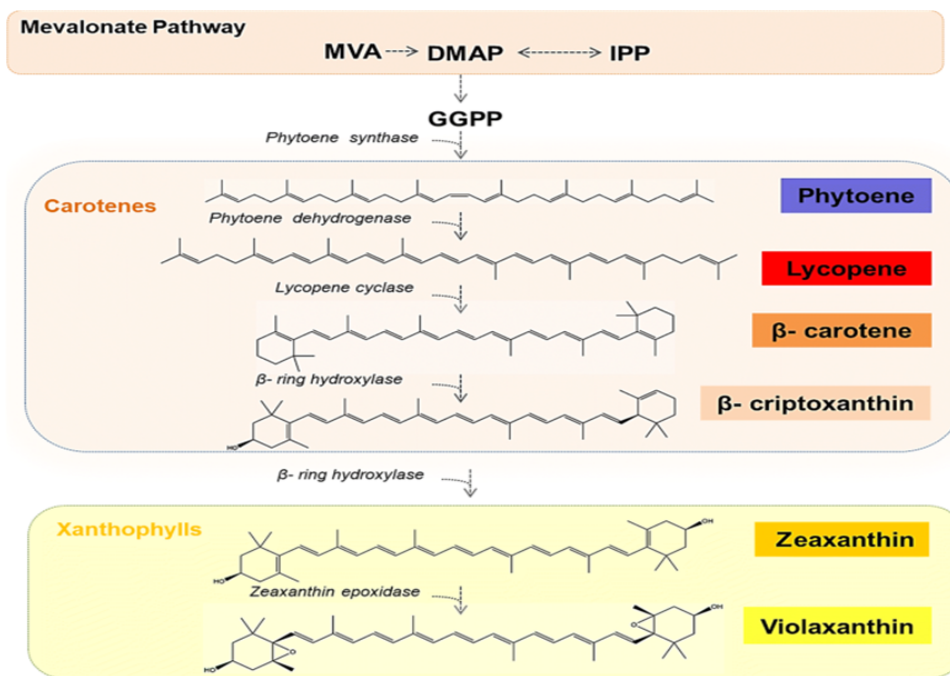 Mevalonate Pathway
MVA DMAP IPP
GGPP
Phytoene synthase
Carotenes
Phytoene
Phytoene dehydrogenase
Lycopene
Lycopene cyclase
β- carotene
β- ring hydroxylase
β- criptoxanthin
HO
β- ring hydroxylase
Xanthophylls
OH
Zeaxanthin
HO
Zeaxanthin epoxidase
OH
O
Violaxanthin
O
HO